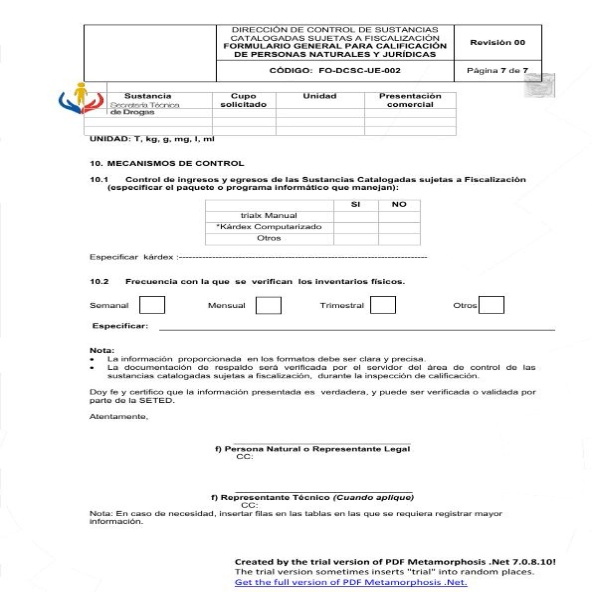 DIRECCIÓN DE CONTROL DE SUSTANCIAS
CATALOGADAS SUJETAS A FISCALIZACIÓN
FORMULARIO GENERAL PARA CALIFICACIÓN
DE PERSONAS NATURALES Y JURÍDICAS
Revisión 00
CÓDIGO: FO-DCSC-UE-002
Página 7 de 7
Secretaría Técnica
de Drogas
Sustancia
Cupo
solicitado
Unidad
Presentación
comercial
UNIDAD: T, kg, g, mg, l, ml
10. MECANISMOS DE CONTROL
10.1 Control de ingresos y egresos de las Sustancias Catalogadas sujetas a Fiscalización
(especificar el paquete o programa informático que manejan):
SI NO
trialx Manual
*Kárdex Computarizado
Otros
Especificar kárdex :---------------------------------------------------------------------------
10.2 Frecuencia con la que se verifican los inventarios físicos.
Semanal Mensual Trimestral Otros
Especificar:
Nota:
• La información proporcionada en los formatos debe ser clara y precisa.
• La documentación de respaldo será verificada por el servidor del área de control de las
sustancias catalogadas sujetas a fiscalización, durante la inspección de calificación.
Doy fe y certifico que la información presentada es verdadera, y puede ser verificada o validada por
parte de la SETED.
Atentamente,
f) Persona Natural o Representante Legal
CC:
f) Representante Técnico (Cuando aplique)
CC:
Nota: En caso de necesidad, insertar filas en las tablas en las que se requiera registrar mayor
información.
Created by the trial version of PDF Metamorphosis .Net 7.0.8.10!
The trial version sometimes inserts "trial" into random places.
Get the full version of PDF Metamorphosis .Net.